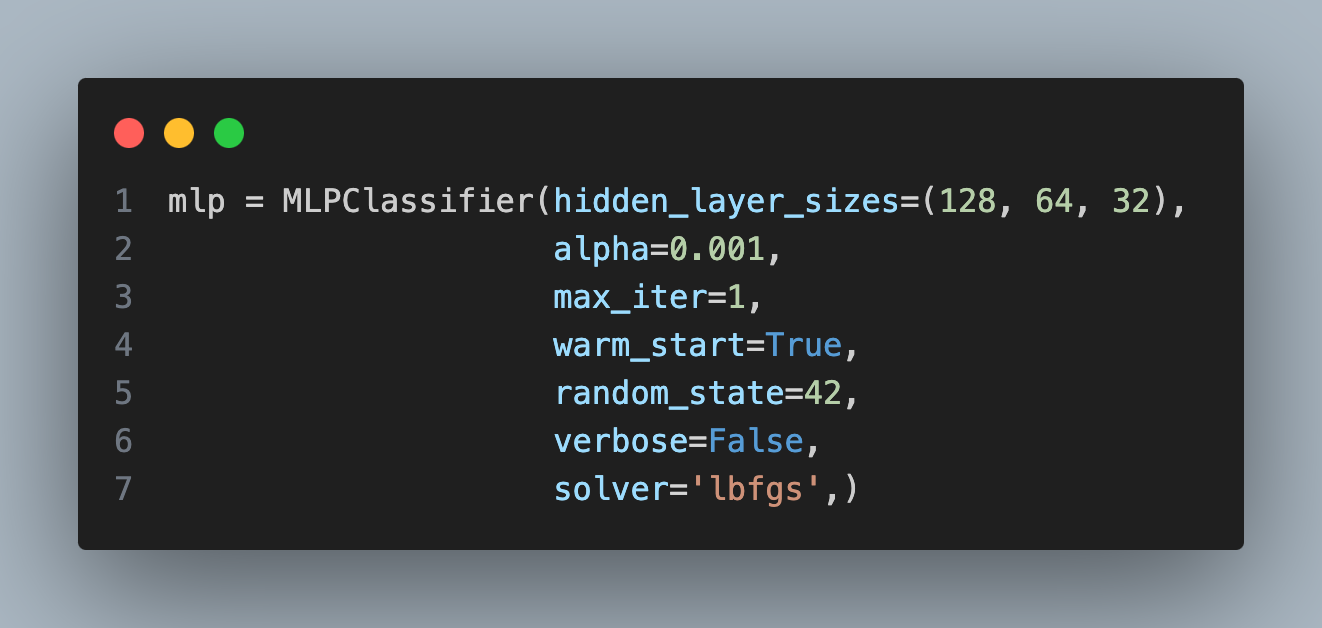 1 mlp = MLPClassifier(hidden_layer_sizes=(128, 64, 32),
2                     alpha=0.001,
3                     max_iter=1,
4                     warm_start=True,
5                     random_state=42,
6                     verbose=False,
7                     solver='lbfgs',)